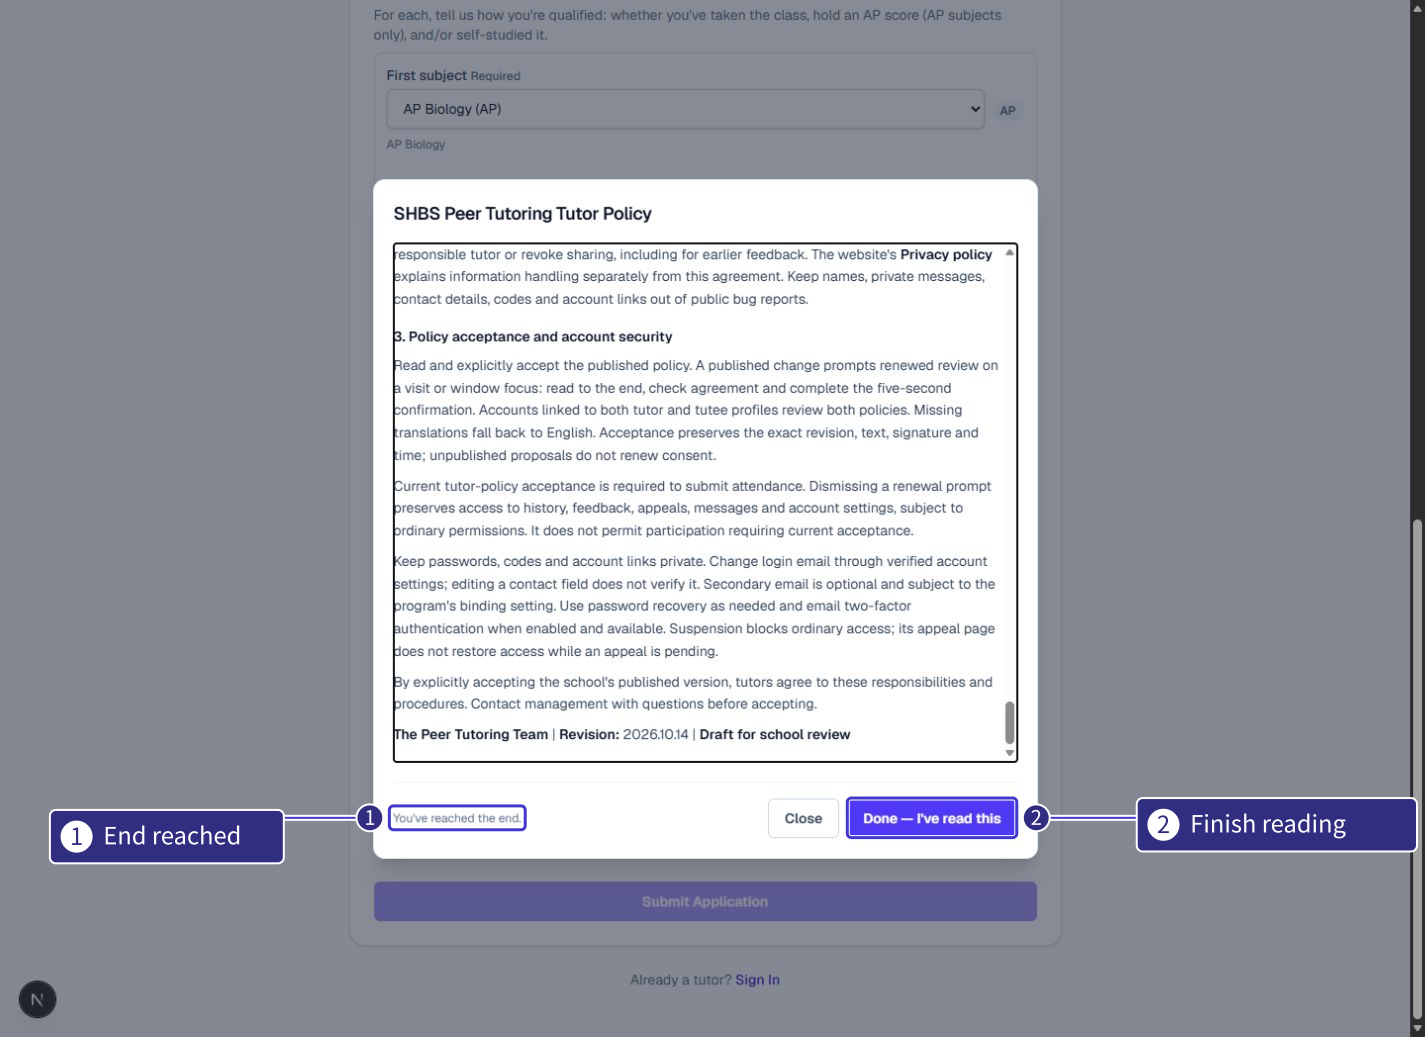 For each, tell us how you're qualified: whether you've taken the class, hold an AP score (AP subjects
only), and/or self-studied it.
First subject Required
AP Biology (AP)
AP
AP Biology
SHBS Peer Tutoring Tutor Policy
responsible tutor or revoke sharing, including for earlier feedback. The website's Privacy policy
explains information handling separately from this agreement. Keep names, private messages,
contact details, codes and account links out of public bug reports.
3. Policy acceptance and account security
Read and explicitly accept the published policy. A published change prompts renewed review on
a visit or window focus: read to the end, check agreement and complete the five-second
confirmation. Accounts linked to both tutor and tutee profiles review both policies. Missing
translations fall back to English. Acceptance preserves the exact revision, text, signature and
time; unpublished proposals do not renew consent.
Current tutor-policy acceptance is required to submit attendance. Dismissing a renewal prompt
preserves access to history, feedback, appeals, messages and account settings, subject to
ordinary permissions. It does not permit participation requiring current acceptance.
Keep passwords, codes and account links private. Change login email through verified account
settings; editing a contact field does not verify it. Secondary email is optional and subject to the
program's binding setting. Use password recovery as needed and email two-factor
authentication when enabled and available. Suspension blocks ordinary access; its appeal page
does not restore access while an appeal is pending.
By explicitly accepting the school's published version, tutors agree to these responsibilities and
procedures. Contact management with questions before accepting.
The Peer Tutoring Team | Revision: 2026.10.14 | Draft for school review
1 End reached
1
You've reached the end.
Close
Done — I've read this
2
2 Finish reading
Submit Application
Already a tutor? Sign In
N